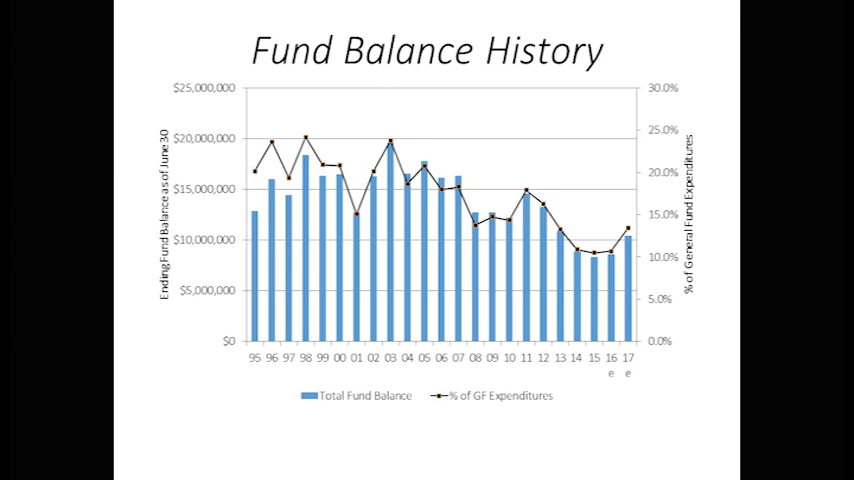 Fund Balance History
$25,000,000
$20,000,000
$15,000,000
$10,000,000
$5,000,000
$0
Ending Fund Balance as of June 30
30.0%
25.0%
20.0%
15.0%
10.0%
5.0%
0.0%
% of General Fund Expenditures
95 96 97 98 99 00 01 02 03 04 05 06 07 08 09 10 11 12 13 14 15 16 17
e e
Total Fund Balance % of GF Expenditures